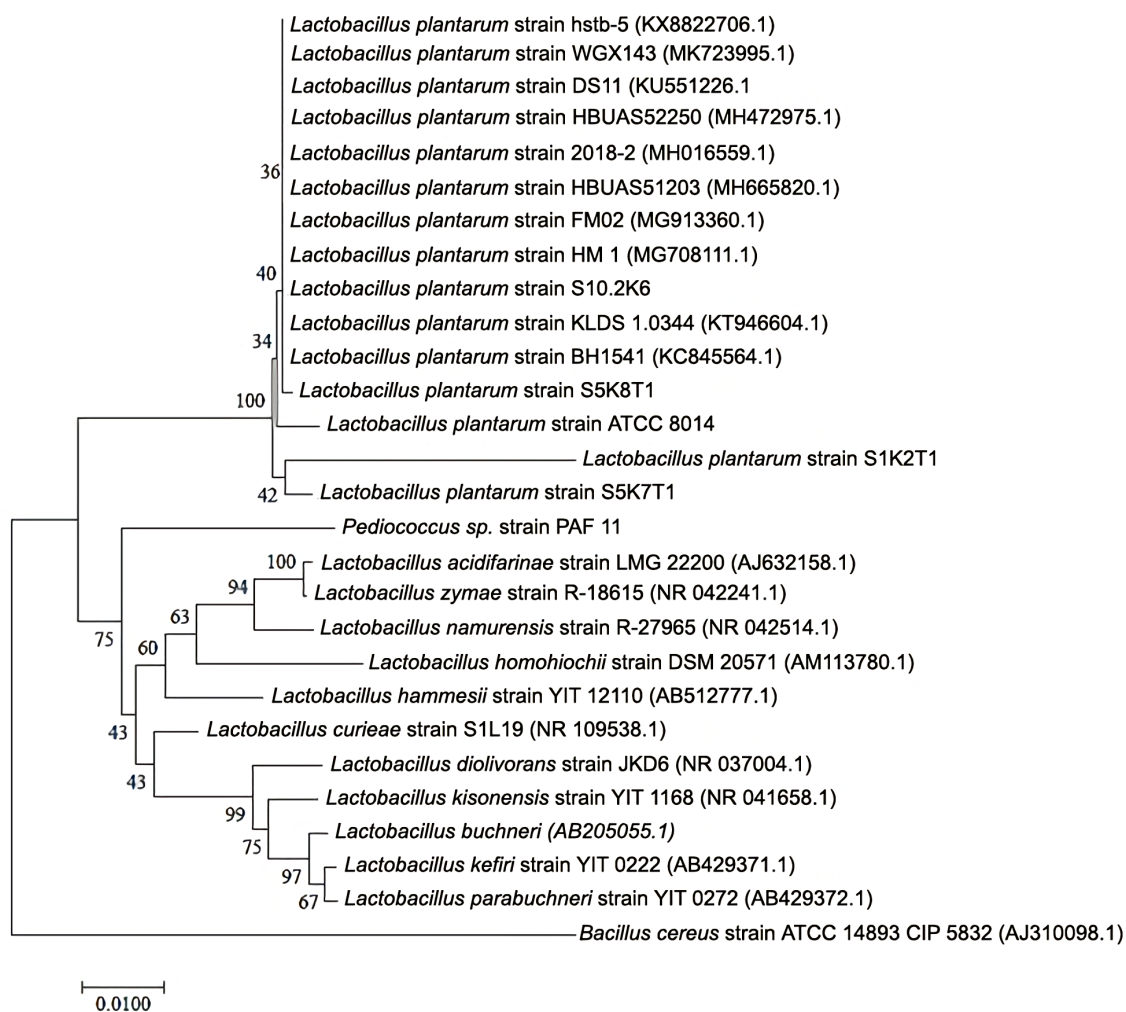 Lactobacillus plantarum strain hstb-5 (KX8822706.1)
Lactobacillus plantarum strain WGX143 (MK723995.1)
Lactobacillus plantarum strain DS11 (KU551226.1
Lactobacillus plantarum strain HBUAS52250 (MH472975.1)
Lactobacillus plantarum strain 2018-2 (MH016559.1)
36
Lactobacillus plantarum strain HBUAS51203 (MH665820.1)
Lactobacillus plantarum strain FM02 (MG913360.1)
Lactobacillus plantarum strain HM 1 (MG708111.1)
40
Lactobacillus plantarum strain S10.2K6
Lactobacillus plantarum strain KLDS 1.0344 (KT946604.1)
34
Lactobacillus plantarum strain BH1541 (KC845564.1)
Lactobacillus plantarum strain S5K8T1
100
Lactobacillus plantarum strain ATCC 8014
Lactobacillus plantarum strain S1K2T1
42
Lactobacillus plantarum strain S5K7T1
Pediococcus sp. strain PAF 11
100
Lactobacillus acidifarinae strain LMG 22200 (AJ632158.1)
94
Lactobacillus zymae strain R-18615 (NR 042241.1)
63
Lactobacillus namurensis strain R-27965 (NR 042514.1)
75
60
Lactobacillus homohiochii strain DSM 20571 (AM113780.1)
Lactobacillus hammesii strain YIT 12110 (AB512777.1)
43
Lactobacillus curieae strain S1L19 (NR 109538.1)
Lactobacillus diolivorans strain JKD6 (NR 037004.1)
43
Lactobacillus kisonensis strain YIT 1168 (NR 041658.1)
99
Lactobacillus buchneri (AB205055.1)
75
Lactobacillus kefiri strain YIT 0222 (AB429371.1)
97
Lactobacillus parabuchneri strain YIT 0272 (AB429372.1)
67
Bacillus cereus strain ATCC 14893 CIP 5832 (AJ310098.1)
0.0100